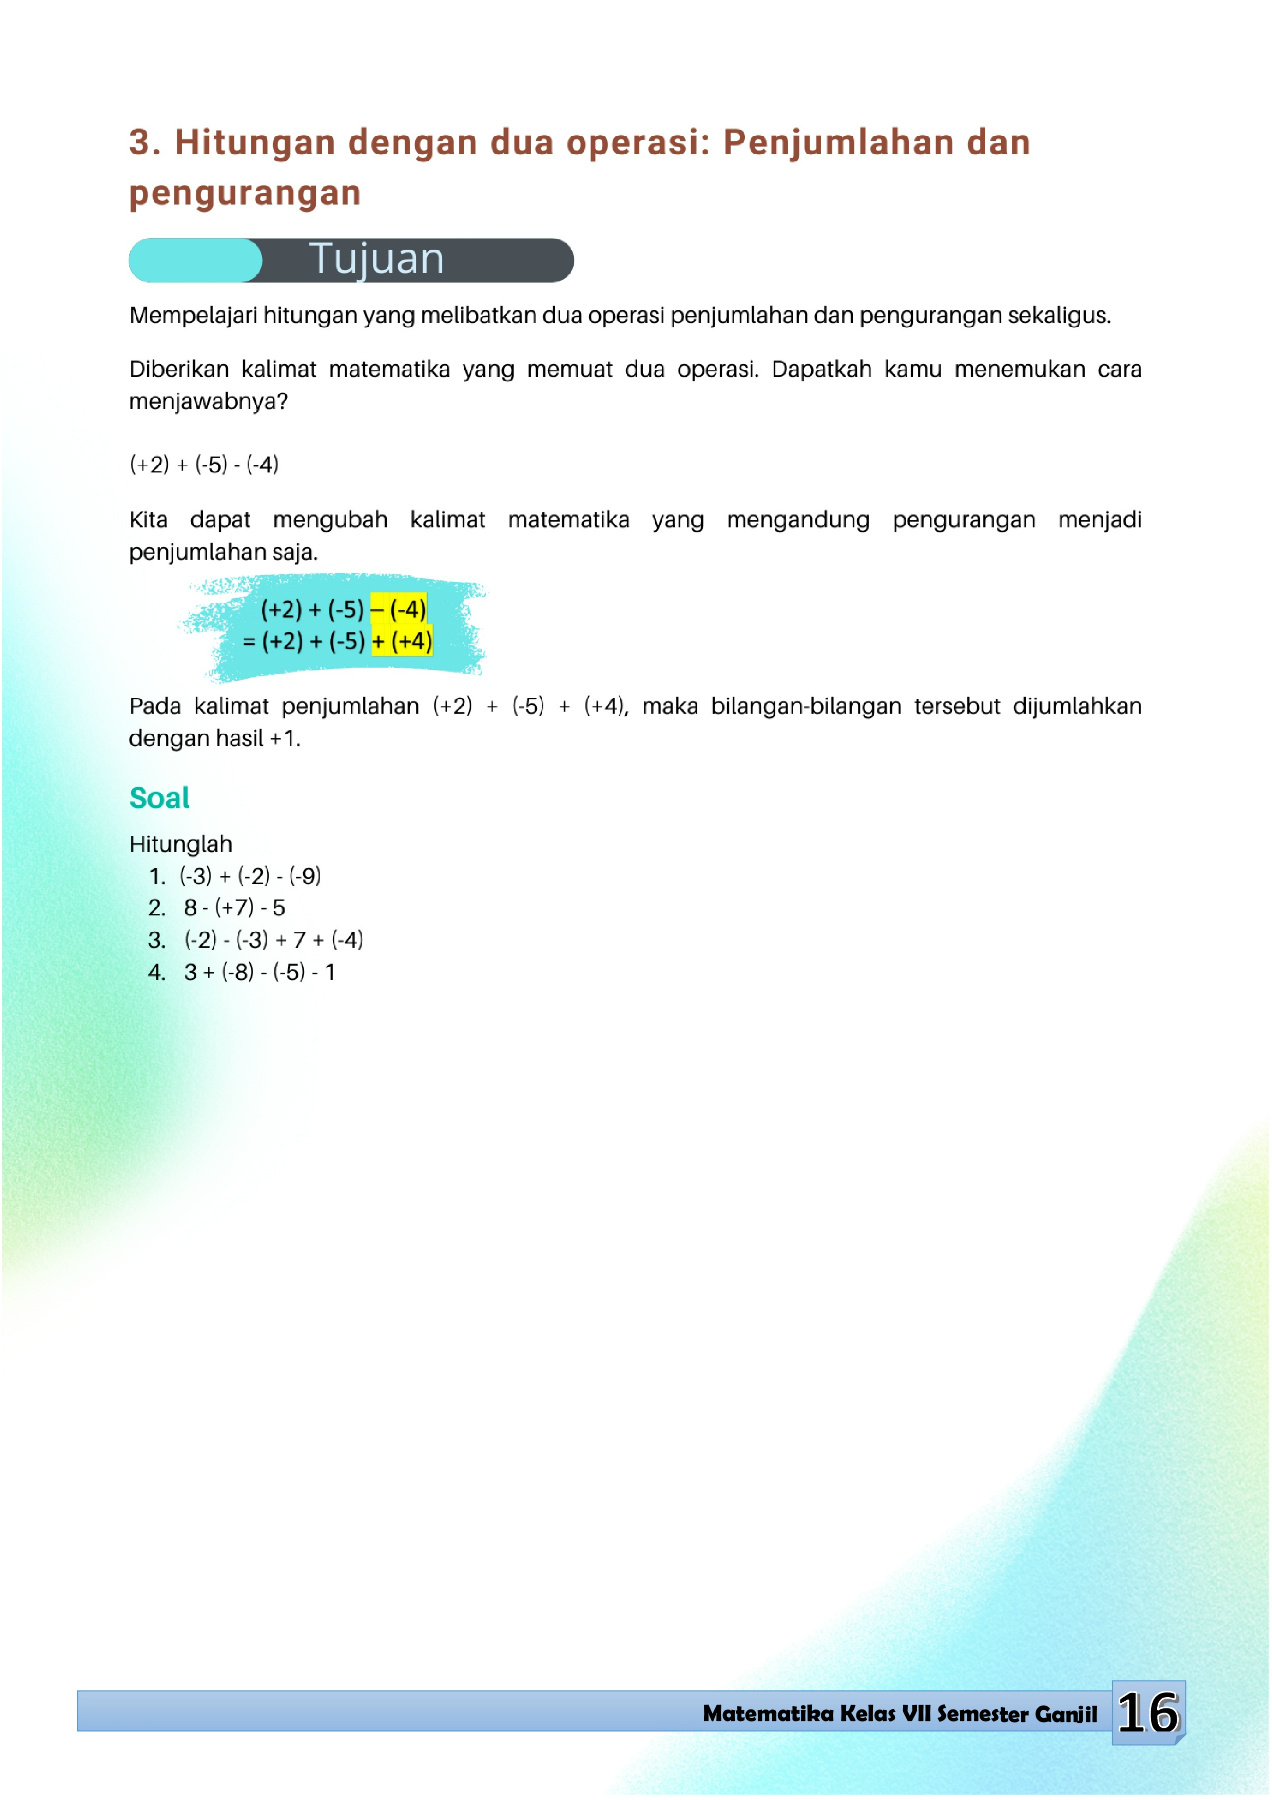 3. Hitungan dengan dua operasi: Penjumlahan dan
pengurangan
Tujuan
Mempelajari hitungan yang melibatkan dua operasi penjumlahan dan pengurangan sekaligus.
Diberikan kalimat matematika yang memuat dua operasi. Dapatkah kamu menemukan cara
menjawabnya?
(+2) + (-5) - (-4)
Kita dapat mengubah kalimat matematika yang mengandung pengurangan menjadi
penjumlahan saja.
(+2) + (-5) – (-4)
= (+2) + (-5) + (+4)
Pada kalimat penjumlahan (+2) + (-5) + (+4), maka bilangan-bilangan tersebut dijumlahkan
dengan hasil +1.
Soal
Hitunglah
1. (-3) + (-2) - (-9)
2. 8 - (+7) - 5
3. (-2) - (-3) + 7 + (-4)
4. 3 + (-8) - (-5) - 1
Matematika Kelas VII Semester Ganjil 16